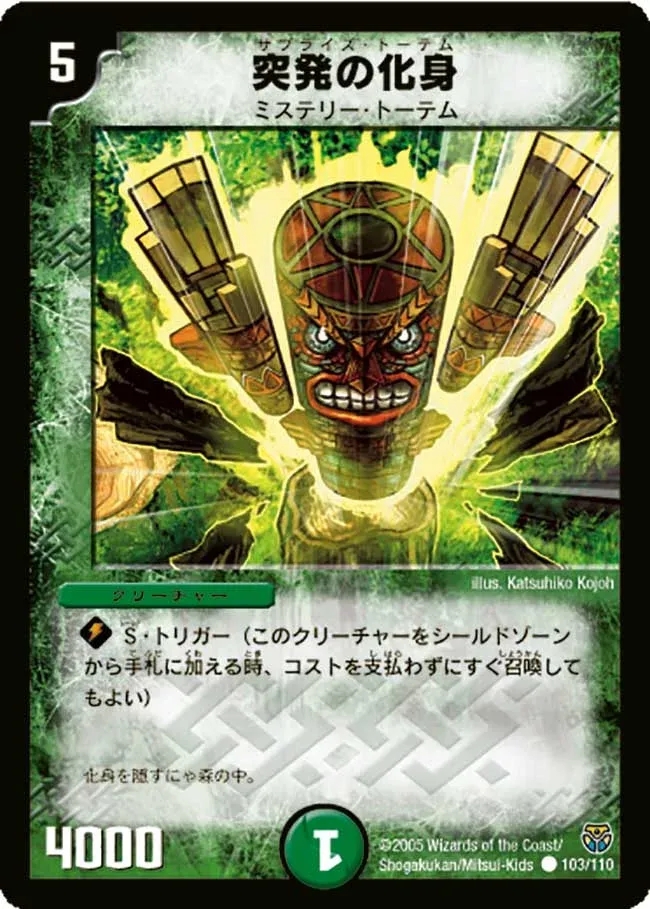 5
サプライズ・トーテム
突発の化身
ミステリー・トーテム
illus. Katsuhiko Kojoh
クリーチャー
S・トリガー（このクリーチャーをシールドゾーン
から手札に加える時、コストを支払わずにすぐ召喚して
もよい）
化身を隠すにゃ森の中。
4000
1
©2005 Wizards of the Coast/
Shogakukan/Mitsui-Kids
103/110